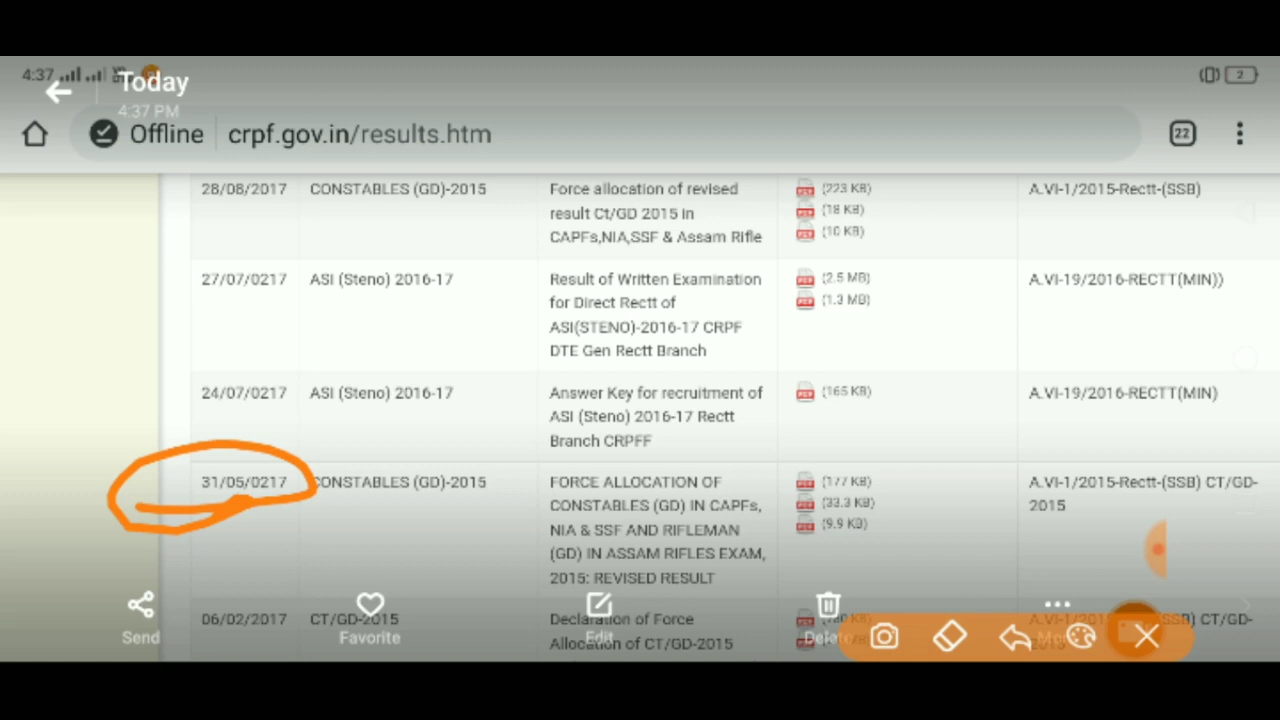 4:37
Today
4:37 PM
2
Offline
crpf.gov.in/results.htm
22
28/08/2017 CONSTABLES (GD)-2015 Force allocation of revised (223 KB) A.VI-1/2015-Rectt-(SSB)
result Ct/GD 2015 in (18 KB)
CAPFs,NIA,SSF & Assam Rifle (10 KB)
27/07/0217 ASI (Steno) 2016-17 Result of Written Examination (2.5 MB) A.VI-19/2016-RECTT(MIN))
for Direct Rectt of (1.3 MB)
ASI(STENO)-2016-17 CRPF
DTE Gen Rectt Branch
24/07/0217 ASI (Steno) 2016-17 Answer Key for recruitment of (165 KB) A.VI-19/2016-RECTT(MIN)
ASI (Steno) 2016-17 Rectt
Branch CRPFF
31/05/0217 CONSTABLES (GD)-2015 FORCE ALLOCATION OF (177 KB) A.VI-1/2015-Rectt-(SSB) CT/GD-
CONSTABLES (GD) IN CAPFs, (33.3 KB) 2015
NIA & SSF AND RIFLEMAN (9.9 KB)
(GD) IN ASSAM RIFLES EXAM,
2015: REVISED RESULT
06/02/2017 CT/GD-2015 Declaration of Force SSB) CT/GD-
Allocation of CT/GD-2015
Send Favorite Edit Delete